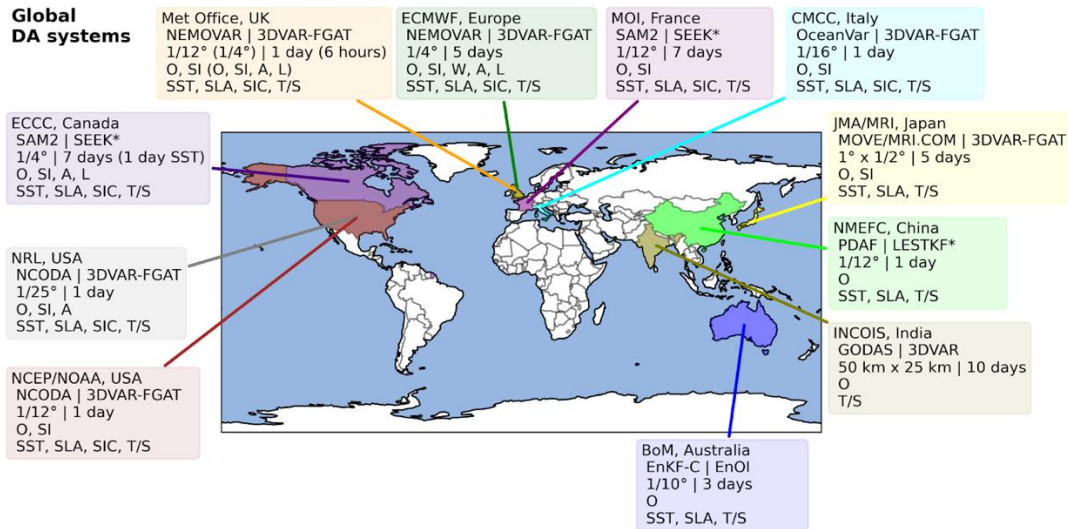 Global
DA systems
Met Office, UK
NEMOVAR | 3DVAR-FGAT
1/12° (1/4°) | 1 day (6 hours)
O, SI (O, SI, A, L)
SST, SLA, SIC, T/S
ECMWF, Europe
NEMOVAR | 3DVAR-FGAT
1/4° | 5 days
O, SI, W, A, L
SST, SLA, SIC, T/S
MOI, France
SAM2 | SEEK*
1/12° | 7 days
O, SI
SST, SLA, SIC, T/S
CMCC, Italy
OceanVar | 3DVAR-FGAT
1/16° | 1 day
O, SI
SST, SLA, SIC, T/S
ECCC, Canada
SAM2 | SEEK*
1/4° | 7 days (1 day SST)
O, SI, A, L
SST, SLA, SIC, T/S
JMA/MRI, Japan
MOVE/MRI.COM | 3DVAR-FGAT
1° x 1/2° | 5 days
O, SI
SST, SLA, T/S
NRL, USA
NCODA | 3DVAR-FGAT
1/25° | 1 day
O, SI, A
SST, SLA, SIC, T/S
NMEFC, China
PDAF | LESTKF*
1/12° | 1 day
O
SST, SLA, T/S
INCOIS, India
GODAS | 3DVAR
50 km x 25 km | 10 days
O
T/S
NCEP/NOAA, USA
NCODA | 3DVAR-FGAT
1/12° | 1 day
O, SI
SST, SLA, SIC, T/S
BoM, Australia
EnKF-C | EnOI
1/10° | 3 days
O
SST, SLA, T/S